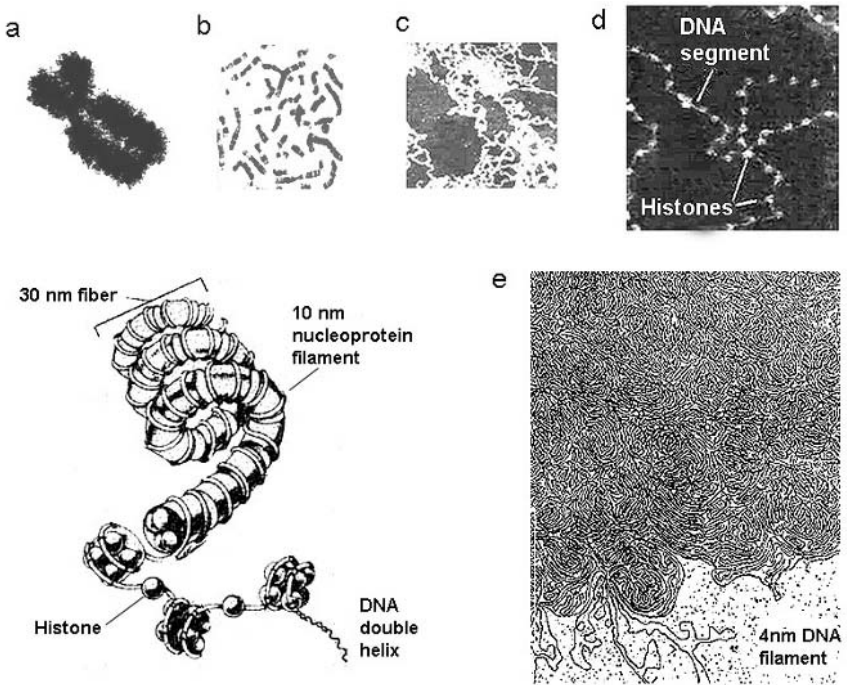 a
b
c
d
DNA
segment
Histones
30 nm fiber
10 nm
nucleoprotein
filament
Histone
DNA
double
helix
e
4nm DNA
filament